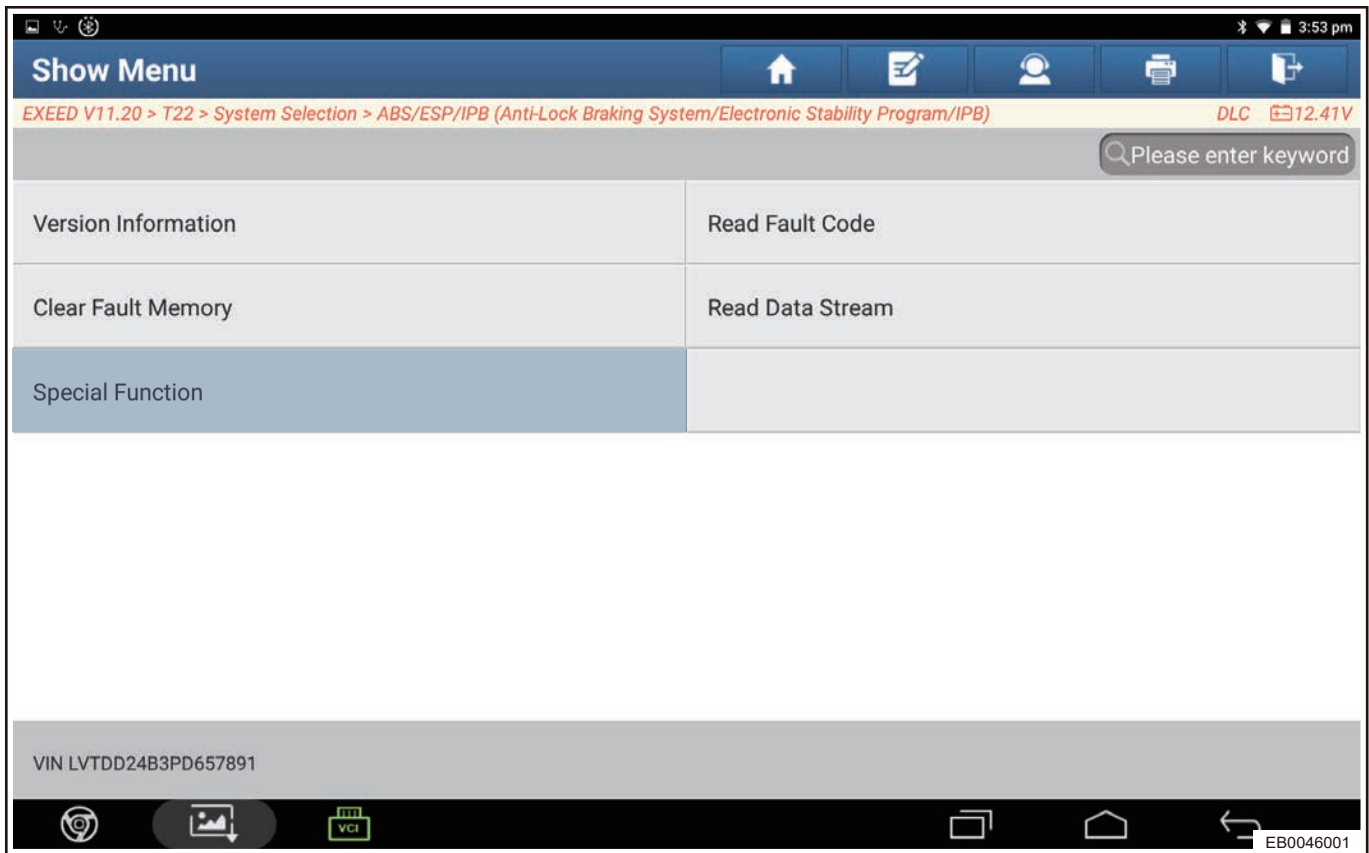 3:53 pm
Show Menu
EXEED V11.20 > T22 > System Selection > ABS/ESP/IPB (Anti-Lock Braking System/Electronic Stability Program/IPB)
DLC 12.41V
Please enter keyword
Version Information
Read Fault Code
Clear Fault Memory
Read Data Stream
Special Function
VIN LVTDD24B3PD657891
VCI
EB0046001